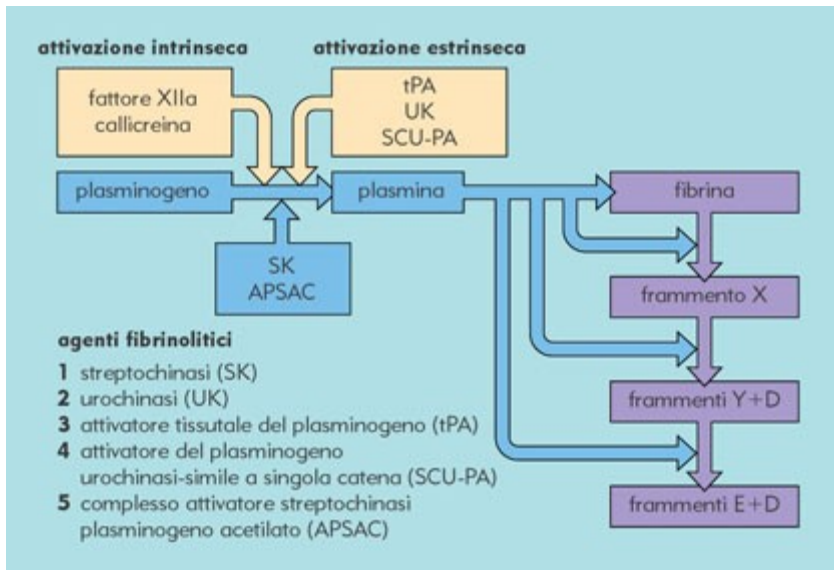 attivazione intrinseca
attivazione estrinseca
fattore XIIa
callicreina
tPA
UK
SCU-PA
plasminogeno
plasmina
fibrina
SK
APSAC
frammento X
frammenti Y+D
frammenti E+D
agenti fibrinolitici
1 streptochinasi (SK)
2 urochinasi (UK)
3 attivatore tissutale del plasminogeno (tPA)
4 attivatore del plasminogeno
urochinasi-simile a singola catena (SCU-PA)
5 complesso attivatore streptochinasi
plasminogeno acetilato (APSAC)